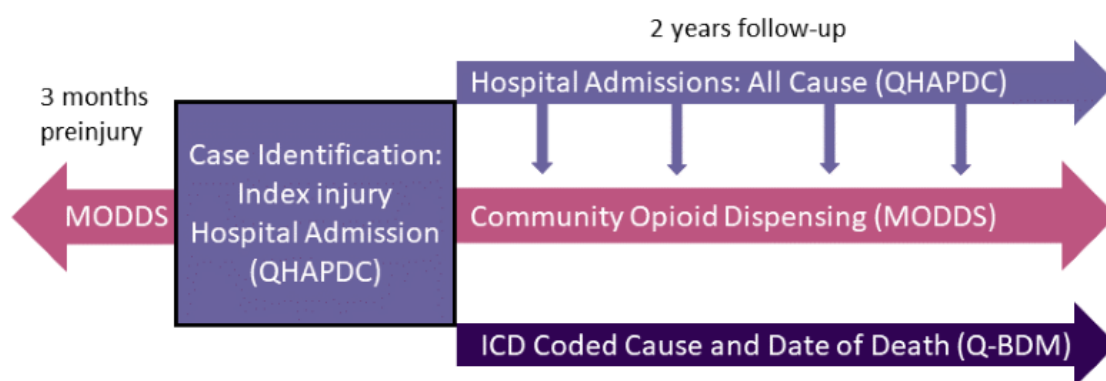 2 years follow-up
3 months
preinjury
Hospital Admissions: All Cause (QHAPDC)
Case Identification:
Index injury
Hospital Admission
(QHAPDC)
MODDS
Community Opioid Dispensing (MODDS)
ICD Coded Cause and Date of Death (Q-BDM)